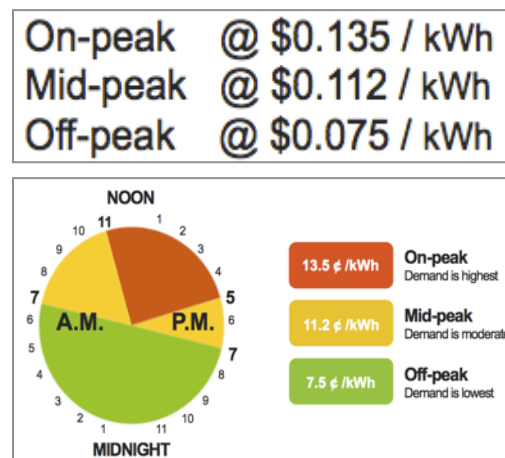 On-peak @ $0.135 / kWh
Mid-peak @ $0.112 / kWh
Off-peak @ $0.075 / kWh
NOON
11
1
2
3
4
5
6
7
8
9
10
11
MIDNIGHT
1
2
3
4
5
6
7
8
9
10
A.M.
P.M.
13.5 ¢ /kWh
On-peak
Demand is highest
11.2 ¢ /kWh
Mid-peak
Demand is moderate
7.5 ¢ /kWh
Off-peak
Demand is lowest